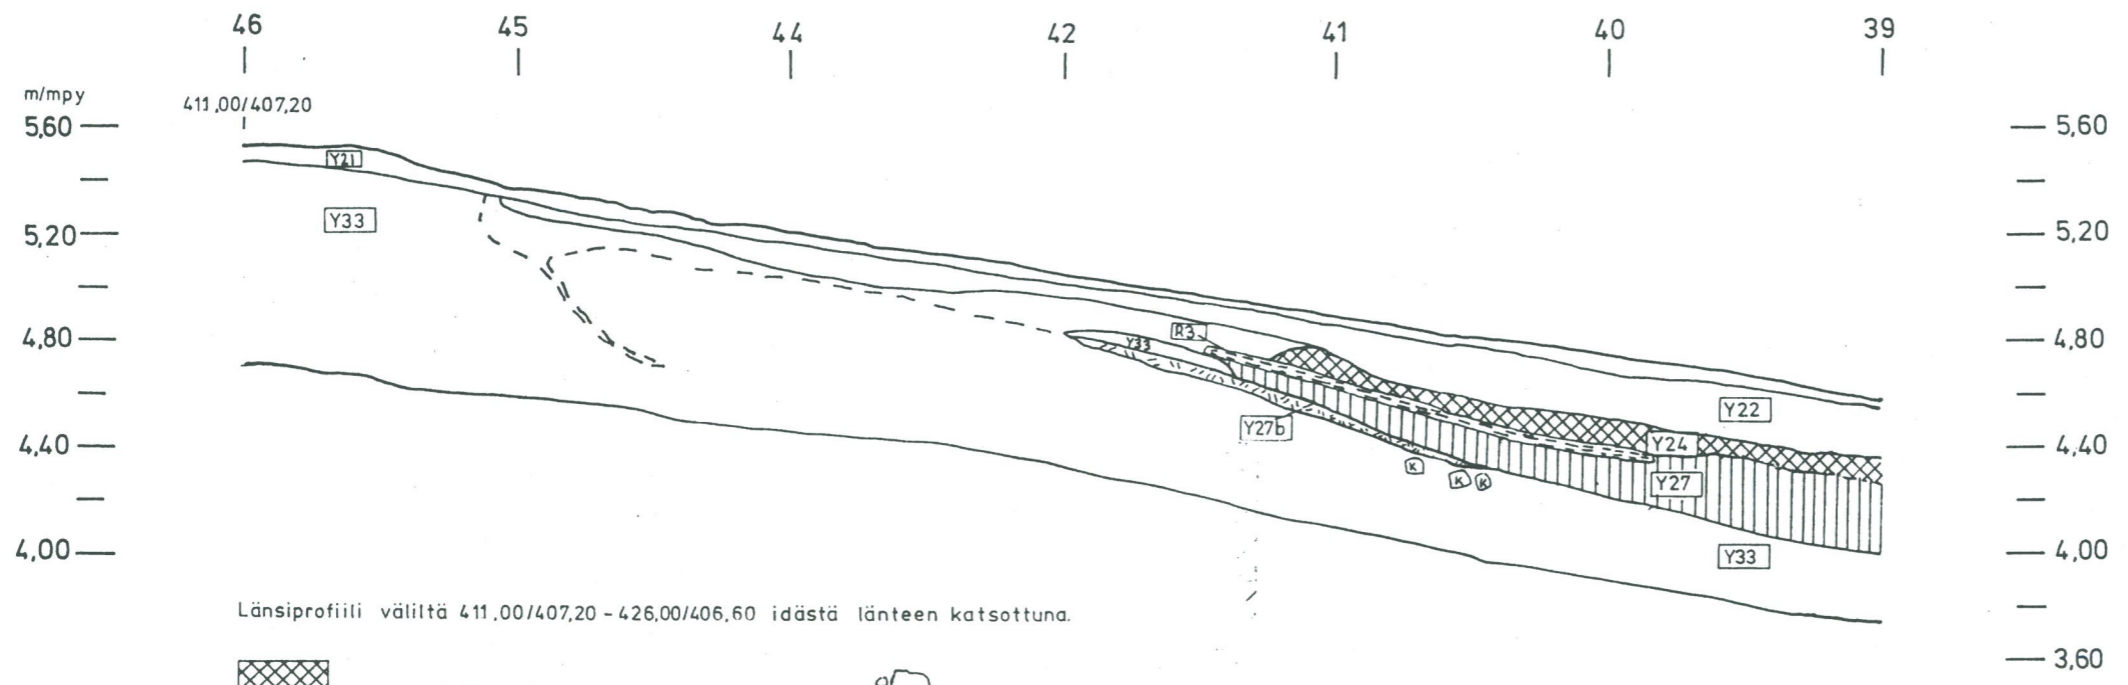 46 45 44 42 41 40 39
m/mpy
411,00/407,20
5,60 5,60
Y21
Y33
5,20 5,20
4,80 4,80
R3
Y33
Y22
Y27b
4,40 4,40
Y24
K K K
Y27
4,00 4,00
Y33
Länsiprofiili väliltä 411,00/407,20 - 426,00/406,60 idästä länteen katsottuna.
3,60